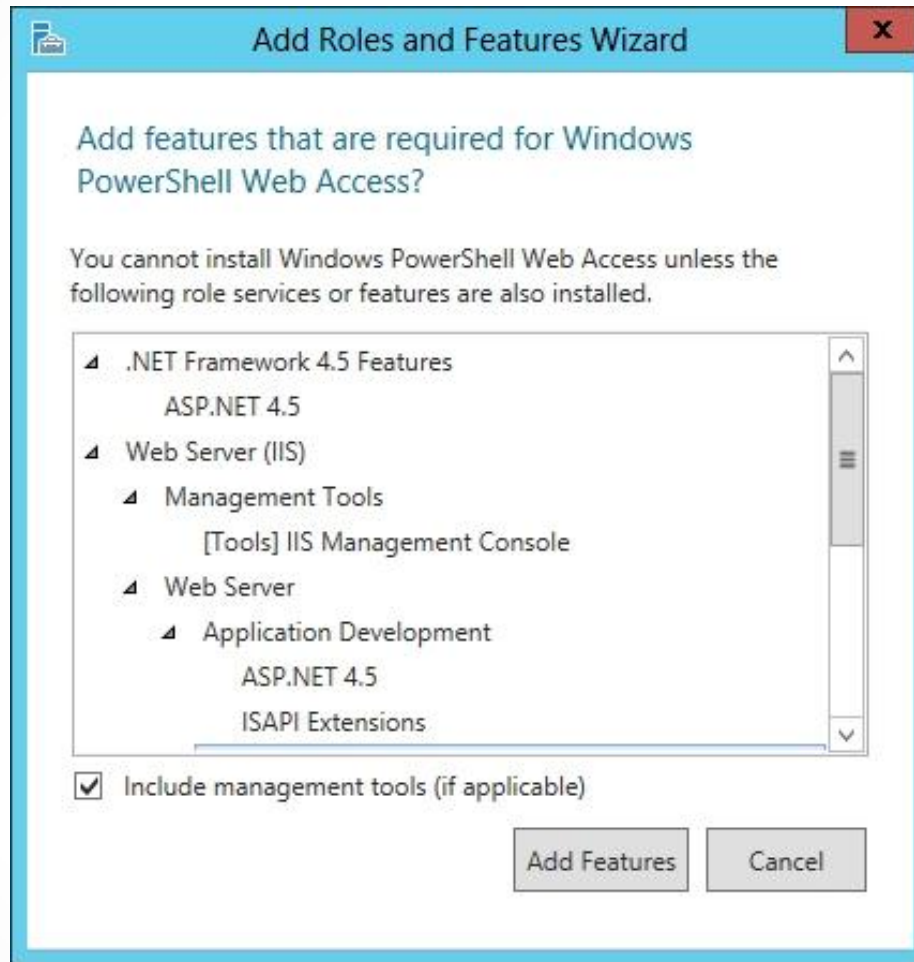 Add Roles and Features Wizard
x
Add features that are required for Windows
PowerShell Web Access?
You cannot install Windows PowerShell Web Access unless the
following role services or features are also installed.
.NET Framework 4.5 Features
ASP.NET 4.5
Web Server (IIS)
Management Tools
[Tools] IIS Management Console
Web Server
Application Development
ASP.NET 4.5
ISAPI Extensions
Include management tools (if applicable)
Add Features
Cancel